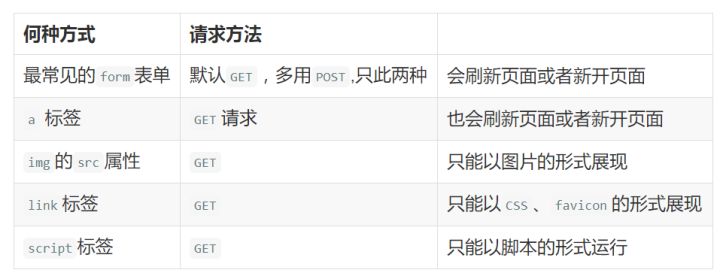 何种方式 请求方法
最常见的 form 表单 默认 GET ，多用 POST ,只此两种 会刷新页面或者新开页面
a 标签 GET 请求 也会刷新页面或者新开页面
img 的 src 属性 GET 只能以图片的形式展现
link 标签 GET 只能以 CSS 、 favicon 的形式展现
script 标签 GET 只能以脚本的形式运行